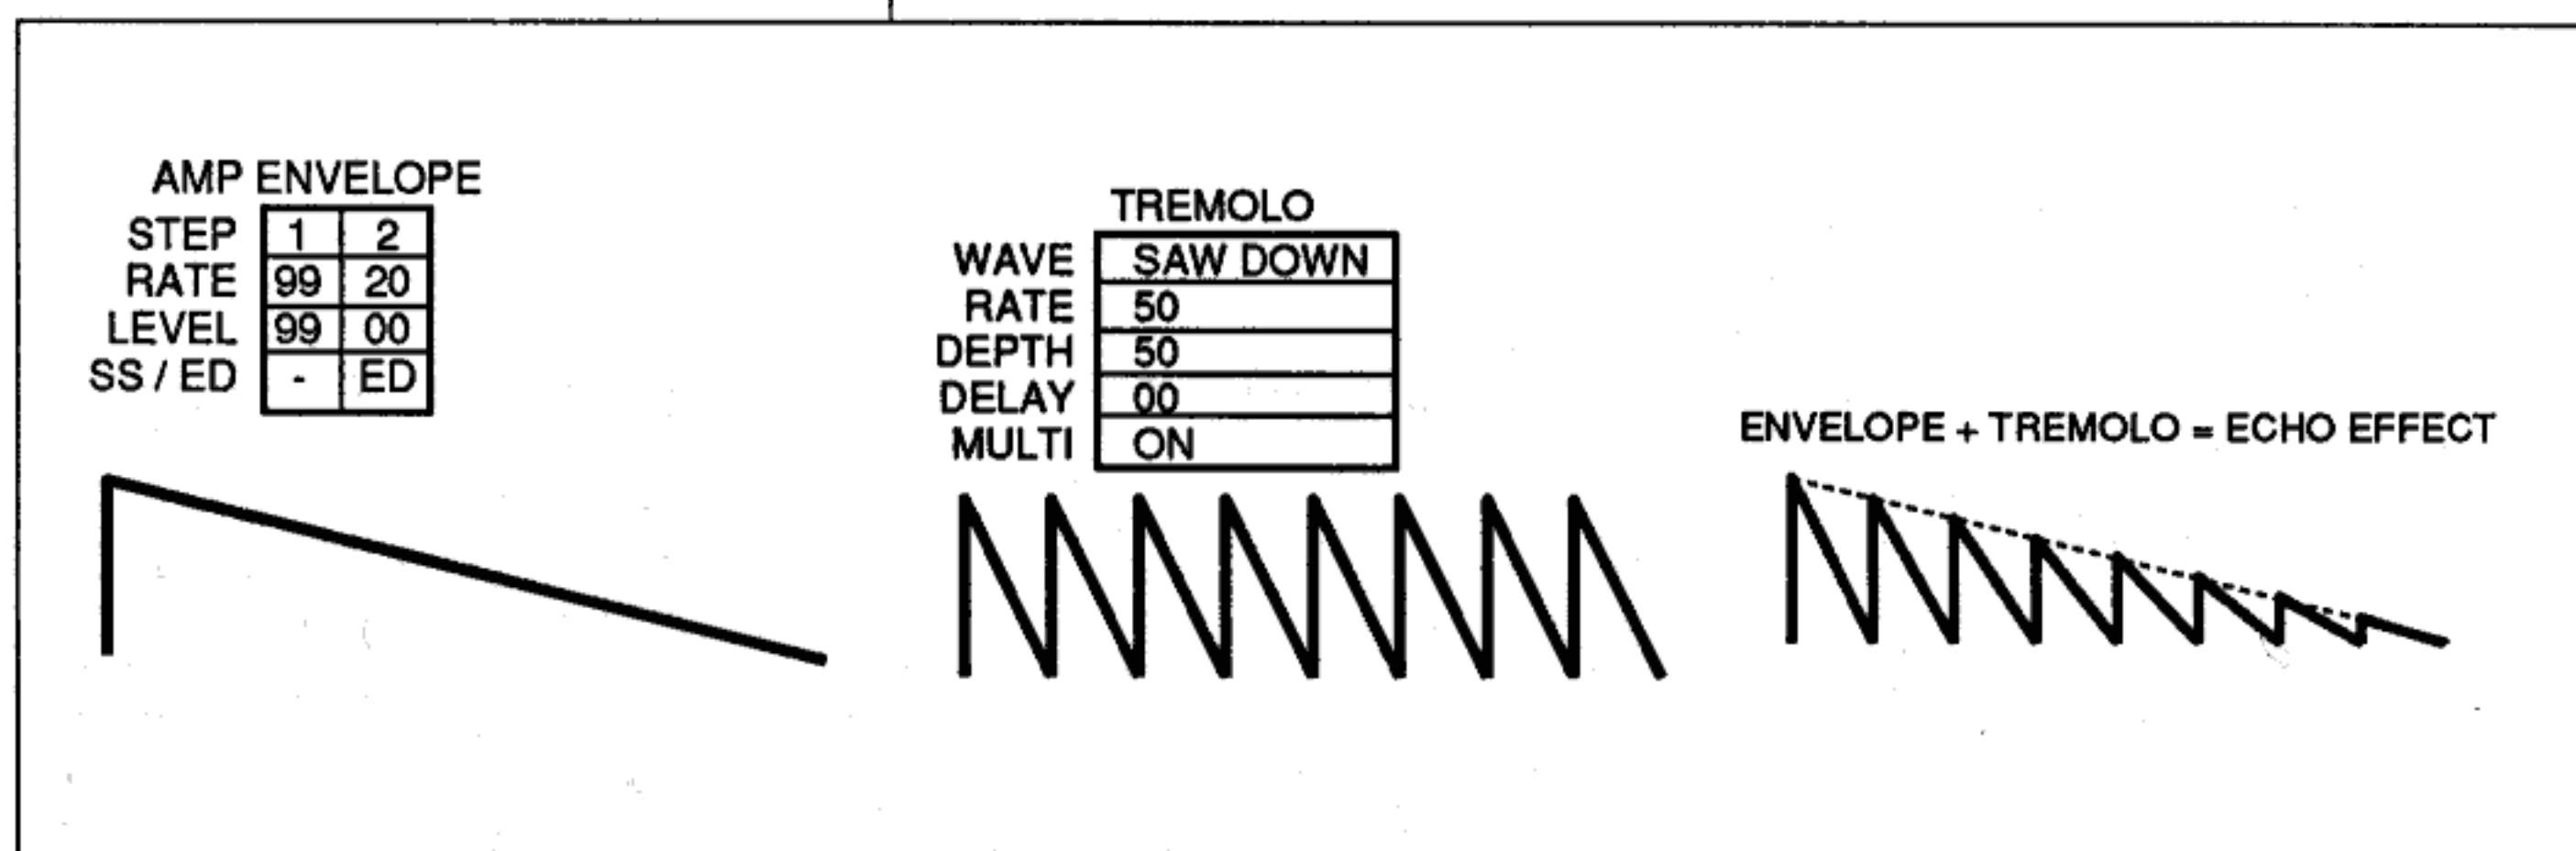 AMP ENVELOPE
STEP 1 2
RATE 99 20
LEVEL 99 00
SS / ED - ED
TREMOLO
WAVE SAW DOWN
RATE 50
DEPTH 50
DELAY 00
MULTI ON
ENVELOPE + TREMOLO = ECHO EFFECT